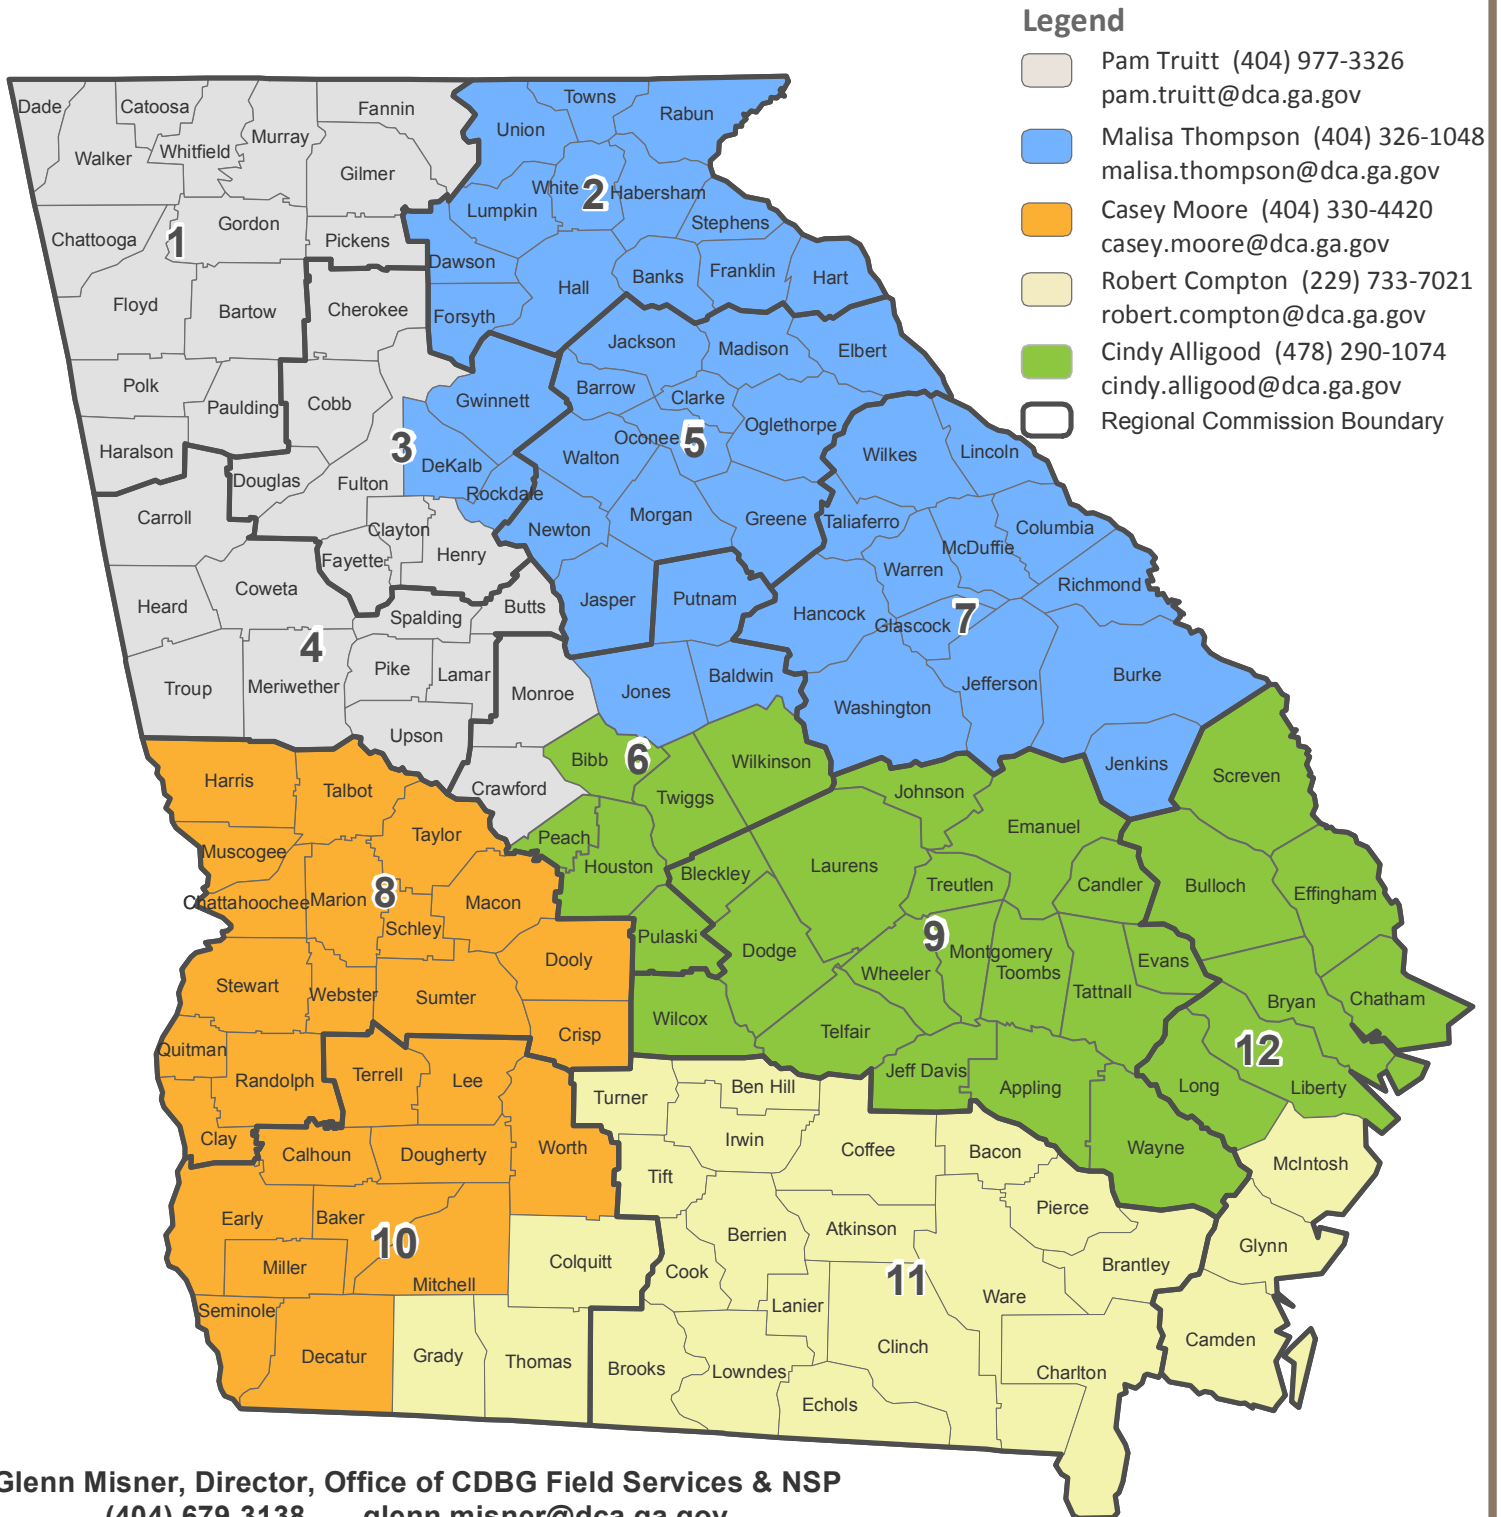 Legend
Pam Truitt (404) 977-3326
pam.truitt@dca.ga.gov
Malisa Thompson (404) 326-1048
malisa.thompson@dca.ga.gov
Casey Moore (404) 330-4420
casey.moore@dca.ga.gov
Robert Compton (229) 733-7021
robert.compton@dca.ga.gov
Cindy Alligood (478) 290-1074
cindy.alligood@dca.ga.gov
Regional Commission Boundary
Dade
Catoosa
Fannin
Walker
Whitfield
Murray
Gilmer
Chattooga
1
Gordon
Pickens
Floyd
Bartow
Cherokee
Polk
Paulding
Cobb
Haralson
Douglas
Fulton
3
Carroll
Clayton
Fayette
Henry
Coweta
Heard
Spalding
Butts
4
Troup
Meriwether
Pike
Lamar
Monroe
Upson
Crawford
Towns
Union
Rabun
White
2
Habersham
Lumpkin
Stephens
Dawson
Hall
Banks
Franklin
Hart
Forsyth
Jackson
Madison
Elbert
Gwinnett
Barrow
Clarke
Oconee
5
Oglethorpe
DeKalb
Walton
Rockdale
Newton
Morgan
Greene
Wilkes
Lincoln
Taliaferro
Columbia
McDuffie
Warren
Richmond
Jasper
Putnam
Hancock
Glascock
7
Jones
Baldwin
Washington
Jefferson
Burke
Jenkins
Bibb
6
Wilkinson
Twiggs
Peach
Houston
Johnson
Emanuel
Screven
Laurens
Bleckley
Treutlen
Candler
Bulloch
Effingham
Pulaski
Dodge
9
Montgomery
Wheeler
Toombs
Evans
Tattnall
Bryan
Chatham
Wilcox
Telfair
12
Jeff Davis
Appling
Long
Liberty
Wayne
Harris
Talbot
Taylor
Muscogee
Chattahoochee
Marion
8
Macon
Schley
Dooly
Stewart
Webster
Sumter
Crisp
Quitman
Randolph
Terrell
Lee
Clay
Calhoun
Dougherty
Worth
Early
Baker
10
Miller
Mitchell
Seminole
Decatur
Turner
Ben Hill
Irwin
Coffee
Bacon
Tift
McIntosh
Pierce
Berrien
Atkinson
Colquitt
Cook
11
Brantley
Glynn
Lanier
Ware
Camden
Grady
Thomas
Brooks
Lowndes
Clinch
Charlton
Echols
Glenn Misner, Director, Office of CDBG Field Services & NSP
(404) 679-3138 glenn.misner@dca.ga.gov